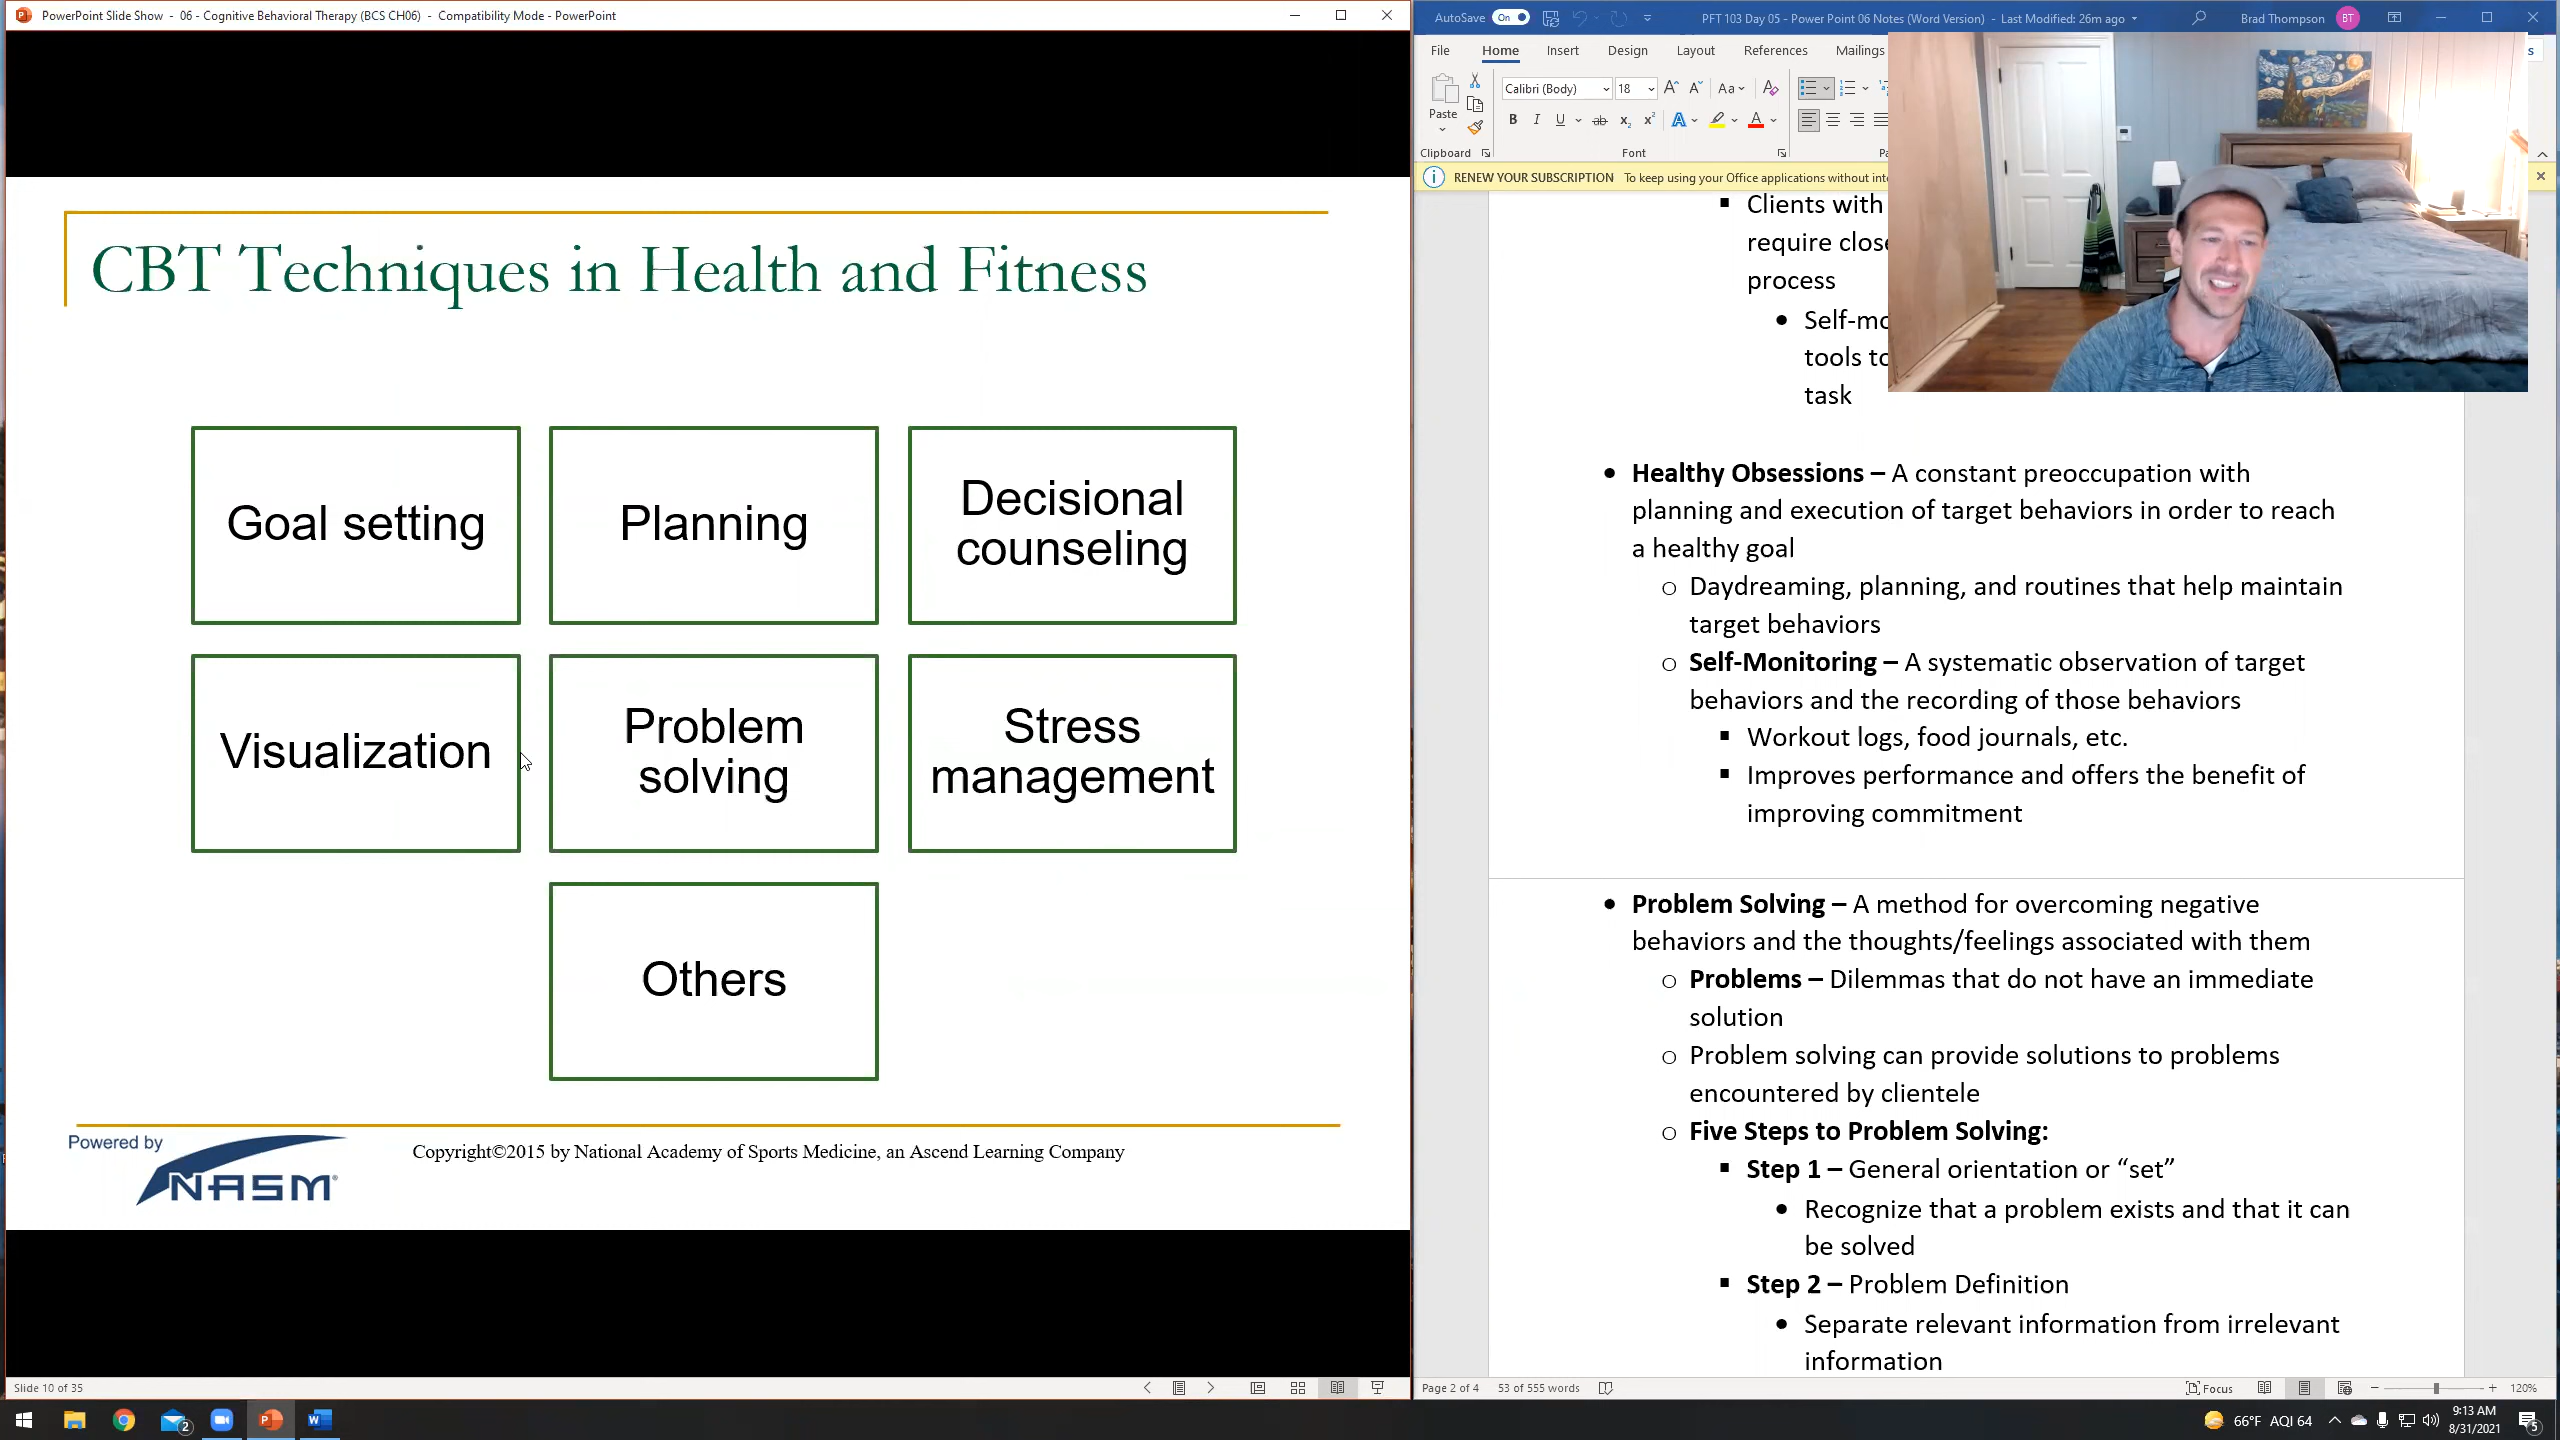 PowerPoint Slide Show - 06 - Cognitive Behavioral Therapy (BCS CH06) - Compatibility Mode - PowerPoint
CBT Techniques in Health and Fitness
Goal setting
Planning
Decisional
counseling
Visualization
Problem
solving
Stress
management
Others
Powered by
NASM
Copyright©2015 by National Academy of Sports Medicine, an Ascend Learning Company
Slide 10 of 35
AutoSave On
PFT 103 Day 05 - Power Point 06 Notes (Word Version) - Last Modified: 26m ago
Brad Thompson BT
File Home Insert Design Layout References Mailings
Calibri (Body) 18
Paste
Clipboard
Font
RENEW YOUR SUBSCRIPTION To keep using your Office applications without int
▪ Clients with
require close
process
• Self-mo
tools to
task
• Healthy Obsessions – A constant preoccupation with
planning and execution of target behaviors in order to reach
a healthy goal
o Daydreaming, planning, and routines that help maintain
target behaviors
o Self-Monitoring – A systematic observation of target
behaviors and the recording of those behaviors
▪ Workout logs, food journals, etc.
▪ Improves performance and offers the benefit of
improving commitment
• Problem Solving – A method for overcoming negative
behaviors and the thoughts/feelings associated with them
o Problems – Dilemmas that do not have an immediate
solution
o Problem solving can provide solutions to problems
encountered by clientele
o Five Steps to Problem Solving:
▪ Step 1 – General orientation or “set”
• Recognize that a problem exists and that it can
be solved
▪ Step 2 – Problem Definition
• Separate relevant information from irrelevant
information
Page 2 of 4 53 of 555 words
Focus
120%
2
66°F AQI 64
9:13 AM
8/31/2021
5